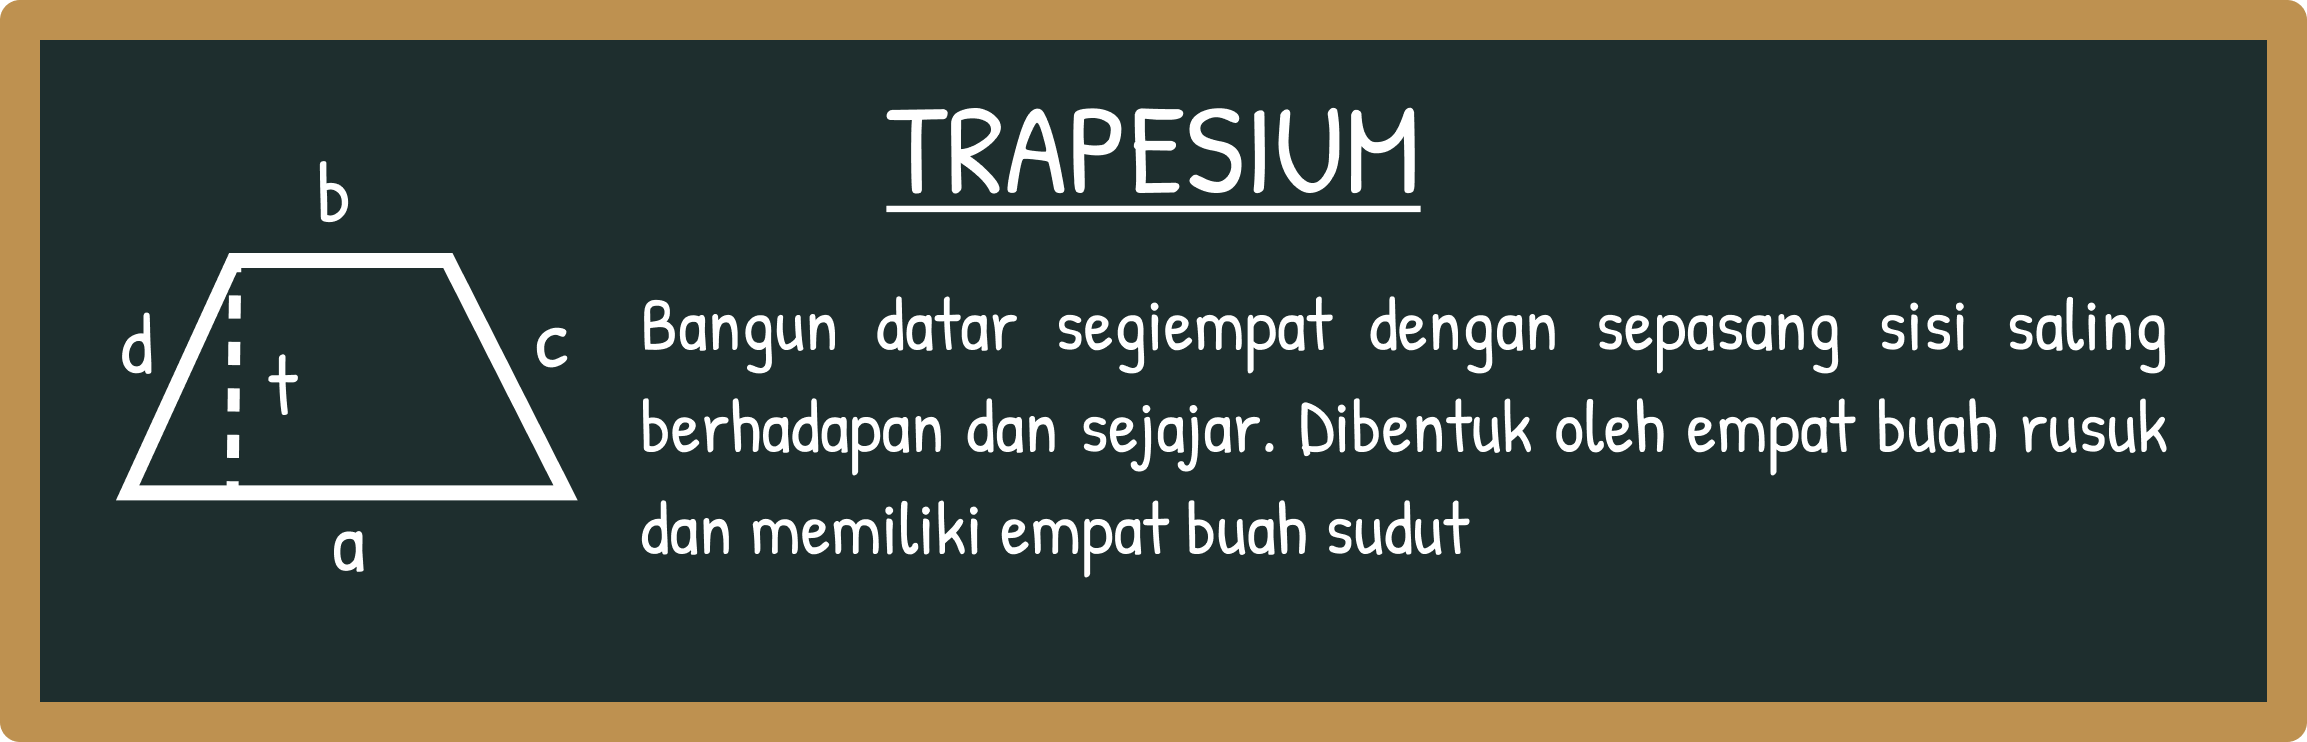 TRAPESIUM
b
d
t
c
a
Bangun datar segiempat dengan sepasang sisi saling
berhadapan dan sejajar. Dibentuk oleh empat buah rusuk
dan memiliki empat buah sudut